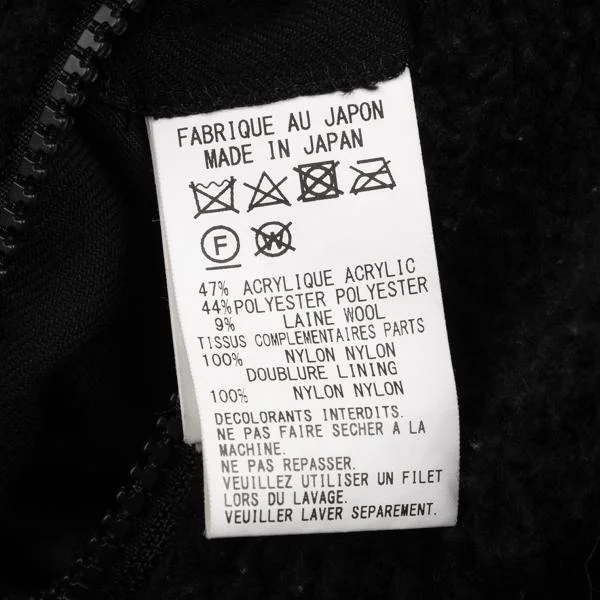 FABRIQUE AU JAPON
MADE IN JAPAN
F W
47% ACRYLIQUE ACRYLIC
44% POLYESTER POLYESTER
9% LAINE WOOL
TISSUS COMPLEMENTAIRES PARTS
100% NYLON NYLON
DOUBLURE LINING
100% NYLON NYLON
DECOLORANTS INTERDITS.
NE PAS FAIRE SECHER A LA
MACHINE.
NE PAS REPASSER.
VEUILLEZ UTILISER UN FILET
LORS DU LAVAGE.
VEUILLER LAVER SEPAREMENT.